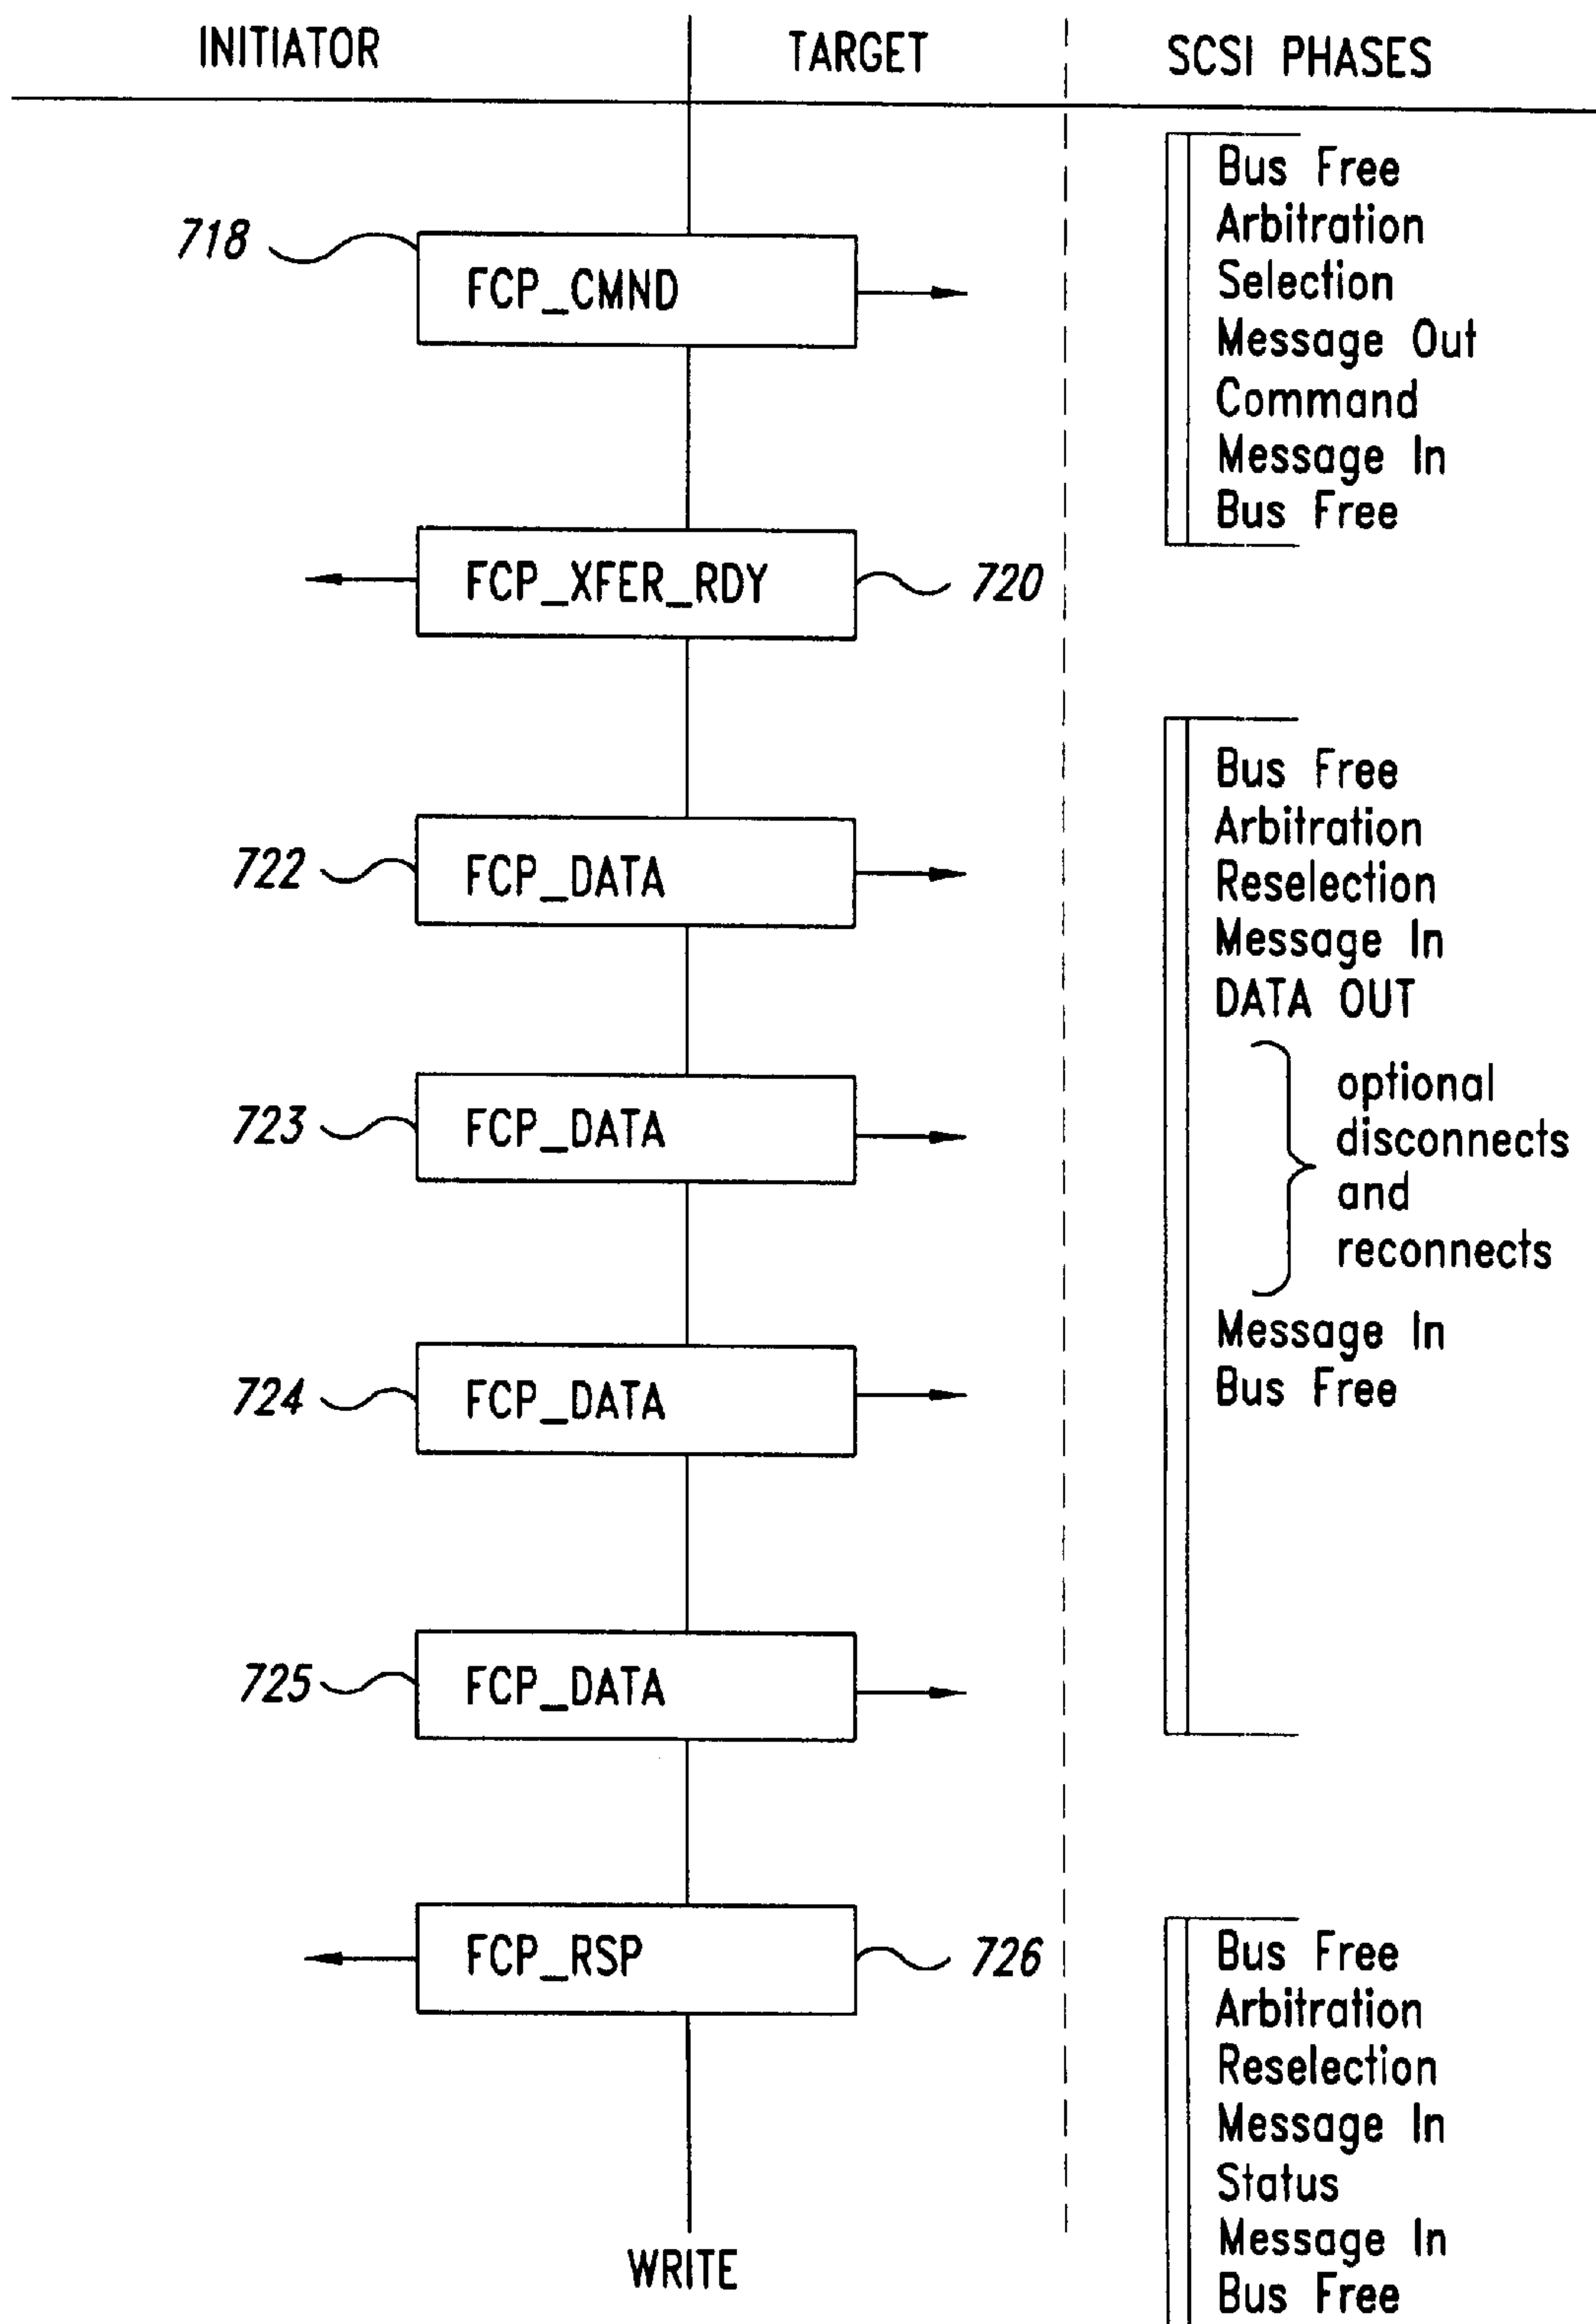 INITIATOR
TARGET
SCSI PHASES
718
FCP_CMND
Bus Free
Arbitration
Selection
Message Out
Command
Message In
Bus Free
FCP_XFER_RDY
720
722
FCP_DATA
723
FCP_DATA
724
FCP_DATA
725
FCP_DATA
Bus Free
Arbitration
Reselection
Message In
DATA OUT
optional
disconnects
and
reconnects
Message In
Bus Free
FCP_RSP
726
Bus Free
Arbitration
Reselection
Message In
Status
Message In
Bus Free
WRITE